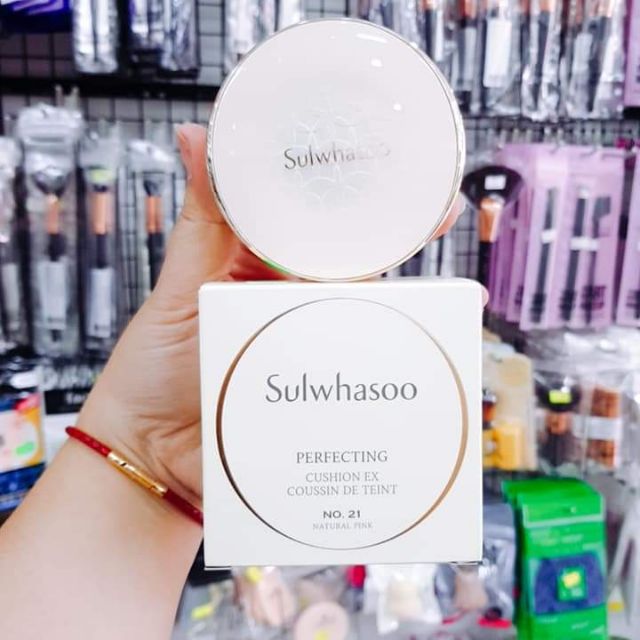 Sulwhasoo
Sulwhasoo
PERFECTING
CUSHION EX
COUSSIN DE TEINT
NO. 21
NATURAL PINK